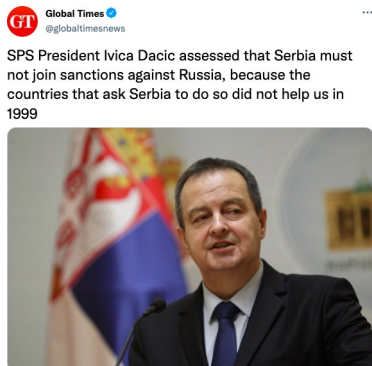 GT
Global Times
@globaltimesnews
SPS President Ivica Dacic assessed that Serbia must
not join sanctions against Russia, because the
countries that ask Serbia to do so did not help us in
1999